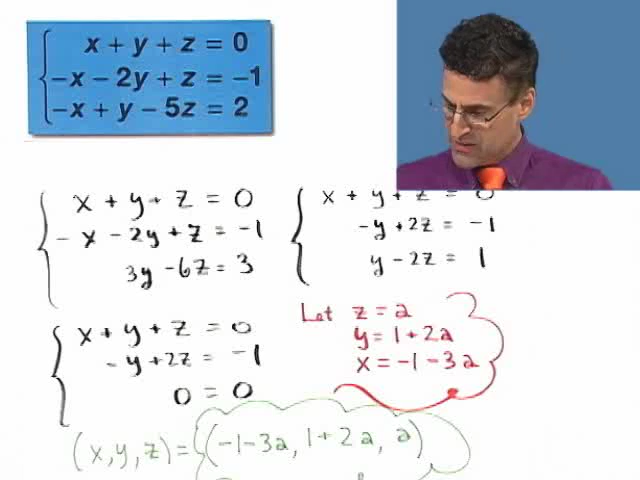 x + y + z = 0
-x - 2y + z = -1
-x + y - 5z = 2
x + y + z = 0
- x - 2y + z = -1
3y - 6z = 3
x + y + z = 0
-y + 2z = -1
y - 2z = 1
Let z = a
y = 1 + 2a
x = -1 - 3a
x + y + z = 0
-y + 2z = -1
0 = 0
(x, y, z) = (-1-3a, 1+2a, a)